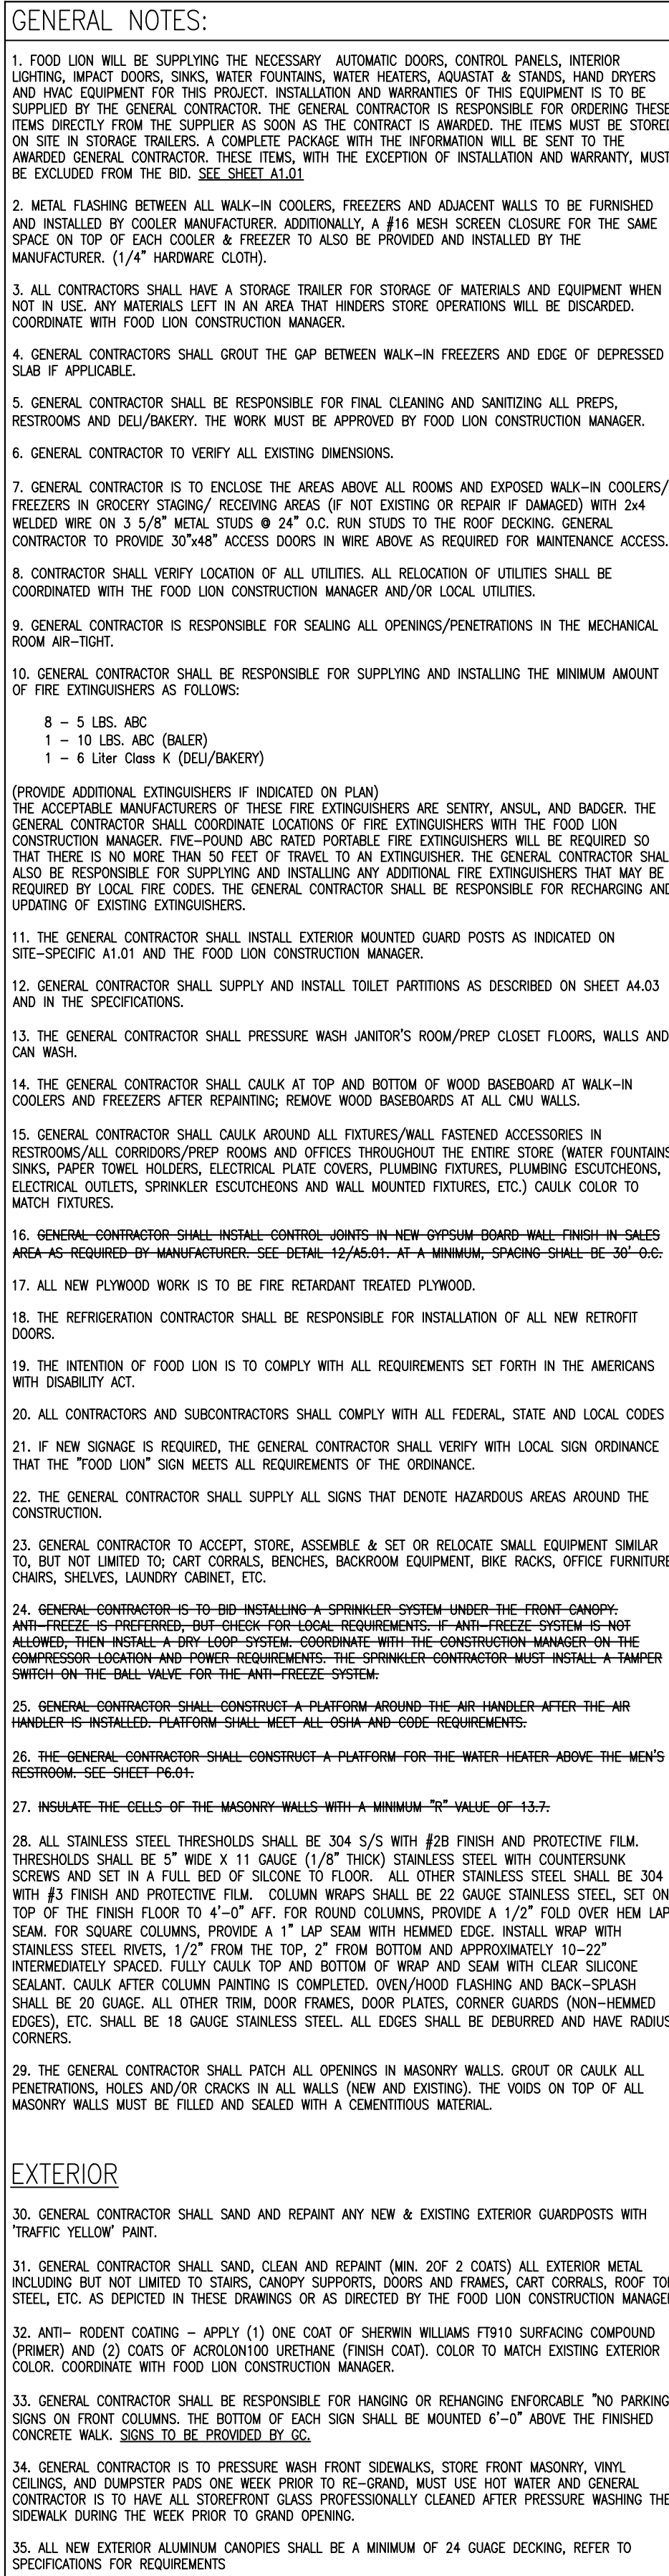 GENERAL NOTES:
1. FOOD LION WILL BE SUPPLYING THE NECESSARY AUTOMATIC DOORS, CONTROL PANELS, INTERIOR
LIGHTING, IMPACT DOORS, SINKS, WATER FOUNTAINS, WATER HEATERS, AQUASTAT & STANDS, HAND DRYERS
AND HVAC EQUIPMENT FOR THIS PROJECT. INSTALLATION AND WARRANTIES OF THIS EQUIPMENT IS TO BE
SUPPLIED BY THE GENERAL CONTRACTOR. THE GENERAL CONTRACTOR IS RESPONSIBLE FOR ORDERING THESE
ITEMS DIRECTLY FROM THE SUPPLIER AS SOON AS THE CONTRACT IS AWARDED. THE ITEMS MUST BE STORED
ON SITE IN STORAGE TRAILERS. A COMPLETE PACKAGE WITH THE INFORMATION WILL BE SENT TO THE
AWARDED GENERAL CONTRACTOR. THESE ITEMS, WITH THE EXCEPTION OF INSTALLATION AND WARRANTY, MUST
BE EXCLUDED FROM THE BID. SEE SHEET A1.01
2. METAL FLASHING BETWEEN ALL WALK-IN COOLERS, FREEZERS AND ADJACENT WALLS TO BE FURNISHED
AND INSTALLED BY COOLER MANUFACTURER. ADDITIONALLY, A #16 MESH SCREEN CLOSURE FOR THE SAME
SPACE ON TOP OF EACH COOLER & FREEZER TO ALSO BE PROVIDED AND INSTALLED BY THE
MANUFACTURER. (1/4" HARDWARE CLOTH).
3. ALL CONTRACTORS SHALL HAVE A STORAGE TRAILER FOR STORAGE OF MATERIALS AND EQUIPMENT WHEN
NOT IN USE. ANY MATERIALS LEFT IN AN AREA THAT HINDERS STORE OPERATIONS WILL BE DISCARDED.
COORDINATE WITH FOOD LION CONSTRUCTION MANAGER.
4. GENERAL CONTRACTORS SHALL GROUT THE GAP BETWEEN WALK-IN FREEZERS AND EDGE OF DEPRESSED
SLAB IF APPLICABLE.
5. GENERAL CONTRACTOR SHALL BE RESPONSIBLE FOR FINAL CLEANING AND SANITIZING ALL PREPS,
RESTROOMS AND DELI/BAKERY. THE WORK MUST BE APPROVED BY FOOD LION CONSTRUCTION MANAGER.
6. GENERAL CONTRACTOR TO VERIFY ALL EXISTING DIMENSIONS.
7. GENERAL CONTRACTOR IS TO ENCLOSE THE AREAS ABOVE ALL ROOMS AND EXPOSED WALK-IN COOLERS/
FREEZERS IN GROCERY STAGING/ RECEIVING AREAS (IF NOT EXISTING OR REPAIR IF DAMAGED) WITH 2x4
WELDED WIRE ON 3 5/8" METAL STUDS @ 24" O.C. RUN STUDS TO THE ROOF DECKING. GENERAL
CONTRACTOR TO PROVIDE 30"x48" ACCESS DOORS IN WIRE ABOVE AS REQUIRED FOR MAINTENANCE ACCESS.
8. CONTRACTOR SHALL VERIFY LOCATION OF ALL UTILITIES. ALL RELOCATION OF UTILITIES SHALL BE
COORDINATED WITH THE FOOD LION CONSTRUCTION MANAGER AND/OR LOCAL UTILITIES.
9. GENERAL CONTRACTOR IS RESPONSIBLE FOR SEALING ALL OPENINGS/PENETRATIONS IN THE MECHANICAL
ROOM AIR-TIGHT.
10. GENERAL CONTRACTOR SHALL BE RESPONSIBLE FOR SUPPLYING AND INSTALLING THE MINIMUM AMOUNT
OF FIRE EXTINGUISHERS AS FOLLOWS:
8 - 5 LBS. ABC
1 - 10 LBS. ABC (BALER)
1 - 6 Liter Class K (DELI/BAKERY)
(PROVIDE ADDITIONAL EXTINGUISHERS IF INDICATED ON PLAN)
THE ACCEPTABLE MANUFACTURERS OF THESE FIRE EXTINGUISHERS ARE SENTRY, ANSUL, AND BADGER. THE
GENERAL CONTRACTOR SHALL COORDINATE LOCATIONS OF FIRE EXTINGUISHERS WITH THE FOOD LION
CONSTRUCTION MANAGER. FIVE-POUND ABC RATED PORTABLE FIRE EXTINGUISHERS WILL BE REQUIRED SO
THAT THERE IS NO MORE THAN 50 FEET OF TRAVEL TO AN EXTINGUISHER. THE GENERAL CONTRACTOR SHAL
ALSO BE RESPONSIBLE FOR SUPPLYING AND INSTALLING ANY ADDITIONAL FIRE EXTINGUISHERS THAT MAY BE
REQUIRED BY LOCAL FIRE CODES. THE GENERAL CONTRACTOR SHALL BE RESPONSIBLE FOR RECHARGING AND
UPDATING OF EXISTING EXTINGUISHERS.
11. THE GENERAL CONTRACTOR SHALL INSTALL EXTERIOR MOUNTED GUARD POSTS AS INDICATED ON
SITE-SPECIFIC A1.01 AND THE FOOD LION CONSTRUCTION MANAGER.
12. GENERAL CONTRACTOR SHALL SUPPLY AND INSTALL TOILET PARTITIONS AS DESCRIBED ON SHEET A4.03
AND IN THE SPECIFICATIONS.
13. THE GENERAL CONTRACTOR SHALL PRESSURE WASH JANITOR'S ROOM/PREP CLOSET FLOORS, WALLS AND
CAN WASH.
14. THE GENERAL CONTRACTOR SHALL CAULK AT TOP AND BOTTOM OF WOOD BASEBOARD AT WALK-IN
COOLERS AND FREEZERS AFTER REPAINTING; REMOVE WOOD BASEBOARDS AT ALL CMU WALLS.
15. GENERAL CONTRACTOR SHALL CAULK AROUND ALL FIXTURES/WALL FASTENED ACCESSORIES IN
RESTROOMS/ALL CORRIDORS/PREP ROOMS AND OFFICES THROUGHOUT THE ENTIRE STORE (WATER FOUNTAINS
SINKS, PAPER TOWEL HOLDERS, ELECTRICAL PLATE COVERS, PLUMBING FIXTURES, PLUMBING ESCUTCHEONS,
ELECTRICAL OUTLETS, SPRINKLER ESCUTCHEONS AND WALL MOUNTED FIXTURES, ETC.) CAULK COLOR TO
MATCH FIXTURES.
16. GENERAL CONTRACTOR SHALL INSTALL CONTROL JOINTS IN NEW GYPSUM BOARD WALL FINISH IN SALES
AREA AS REQUIRED BY MANUFACTURER. SEE DETAIL 12/A5.01. AT A MINIMUM, SPACING SHALL BE 30' O.C.
17. ALL NEW PLYWOOD WORK IS TO BE FIRE RETARDANT TREATED PLYWOOD.
18. THE REFRIGERATION CONTRACTOR SHALL BE RESPONSIBLE FOR INSTALLATION OF ALL NEW RETROFIT
DOORS.
19. THE INTENTION OF FOOD LION IS TO COMPLY WITH ALL REQUIREMENTS SET FORTH IN THE AMERICANS
WITH DISABILITY ACT.
20. ALL CONTRACTORS AND SUBCONTRACTORS SHALL COMPLY WITH ALL FEDERAL, STATE AND LOCAL CODES
21. IF NEW SIGNAGE IS REQUIRED, THE GENERAL CONTRACTOR SHALL VERIFY WITH LOCAL SIGN ORDINANCE
THAT THE "FOOD LION" SIGN MEETS ALL REQUIREMENTS OF THE ORDINANCE.
22. THE GENERAL CONTRACTOR SHALL SUPPLY ALL SIGNS THAT DENOTE HAZARDOUS AREAS AROUND THE
CONSTRUCTION.
23. GENERAL CONTRACTOR TO ACCEPT, STORE, ASSEMBLE & SET OR RELOCATE SMALL EQUIPMENT SIMILAR
TO, BUT NOT LIMITED TO; CART CORRALS, BENCHES, BACKROOM EQUIPMENT, BIKE RACKS, OFFICE FURNITURE
CHAIRS, SHELVES, LAUNDRY CABINET, ETC.
24. GENERAL CONTRACTOR IS TO BID INSTALLING A SPRINKLER SYSTEM UNDER THE FRONT CANOPY.
ANTI-FREEZE IS PREFERRED, BUT CHECK FOR LOCAL REQUIREMENTS. IF ANTI-FREEZE SYSTEM IS NOT
ALLOWED, THEN INSTALL A DRY LOOP SYSTEM. COORDINATE WITH THE CONSTRUCTION MANAGER ON THE
COMPRESSOR LOCATION AND POWER REQUIREMENTS. THE SPRINKLER CONTRACTOR MUST INSTALL A TAMPER
SWITCH ON THE BALL VALVE FOR THE ANTI-FREEZE SYSTEM.
25. GENERAL CONTRACTOR SHALL CONSTRUCT A PLATFORM AROUND THE AIR HANDLER AFTER THE AIR
HANDLER IS INSTALLED. PLATFORM SHALL MEET ALL OSHA AND CODE REQUIREMENTS.
26. THE GENERAL CONTRACTOR SHALL CONSTRUCT A PLATFORM FOR THE WATER HEATER ABOVE THE MEN'S
RESTROOM. SEE SHEET P6.01.
27. INSULATE THE CELLS OF THE MASONRY WALLS WITH A MINIMUM "R" VALUE OF 13.7.
28. ALL STAINLESS STEEL THRESHOLDS SHALL BE 304 S/S WITH #2B FINISH AND PROTECTIVE FILM.
THRESHOLDS SHALL BE 5" WIDE X 11 GAUGE (1/8" THICK) STAINLESS STEEL WITH COUNTERSUNK
SCREWS AND SET IN A FULL BED OF SILCONE TO FLOOR. ALL OTHER STAINLESS STEEL SHALL BE 304
WITH #3 FINISH AND PROTECTIVE FILM. COLUMN WRAPS SHALL BE 22 GAUGE STAINLESS STEEL, SET ON
TOP OF THE FINISH FLOOR TO 4'-0" AFF. FOR ROUND COLUMNS, PROVIDE A 1/2" FOLD OVER HEM LAP
SEAM. FOR SQUARE COLUMNS, PROVIDE A 1" LAP SEAM WITH HEMMED EDGE. INSTALL WRAP WITH
STAINLESS STEEL RIVETS, 1/2" FROM THE TOP, 2" FROM BOTTOM AND APPROXIMATELY 10-22"
INTERMEDIATELY SPACED. FULLY CAULK TOP AND BOTTOM OF WRAP AND SEAM WITH CLEAR SILICONE
SEALANT. CAULK AFTER COLUMN PAINTING IS COMPLETED. OVEN/HOOD FLASHING AND BACK-SPLASH
SHALL BE 20 GUAGE. ALL OTHER TRIM, DOOR FRAMES, DOOR PLATES, CORNER GUARDS (NON-HEMMED
EDGES), ETC. SHALL BE 18 GAUGE STAINLESS STEEL. ALL EDGES SHALL BE DEBURRED AND HAVE RADIUS
CORNERS.
29. THE GENERAL CONTRACTOR SHALL PATCH ALL OPENINGS IN MASONRY WALLS. GROUT OR CAULK ALL
PENETRATIONS, HOLES AND/OR CRACKS IN ALL WALLS (NEW AND EXISTING). THE VOIDS ON TOP OF ALL
MASONRY WALLS MUST BE FILLED AND SEALED WITH A CEMENTITIOUS MATERIAL.
EXTERIOR
30. GENERAL CONTRACTOR SHALL SAND AND REPAINT ANY NEW & EXISTING EXTERIOR GUARDPOSTS WITH
'TRAFFIC YELLOW' PAINT.
31. GENERAL CONTRACTOR SHALL SAND, CLEAN AND REPAINT (MIN. 2OF 2 COATS) ALL EXTERIOR METAL
INCLUDING BUT NOT LIMITED TO STAIRS, CANOPY SUPPORTS, DOORS AND FRAMES, CART CORRALS, ROOF TOP
STEEL, ETC. AS DEPICTED IN THESE DRAWINGS OR AS DIRECTED BY THE FOOD LION CONSTRUCTION MANAGER
32. ANTI- RODENT COATING - APPLY (1) ONE COAT OF SHERWIN WILLIAMS FT910 SURFACING COMPOUND
(PRIMER) AND (2) COATS OF ACROLON100 URETHANE (FINISH COAT). COLOR TO MATCH EXISTING EXTERIOR
COLOR. COORDINATE WITH FOOD LION CONSTRUCTION MANAGER.
33. GENERAL CONTRACTOR SHALL BE RESPONSIBLE FOR HANGING OR REHANGING ENFORCABLE "NO PARKING
SIGNS ON FRONT COLUMNS. THE BOTTOM OF EACH SIGN SHALL BE MOUNTED 6'-0" ABOVE THE FINISHED
CONCRETE WALK. SIGNS TO BE PROVIDED BY GC.
34. GENERAL CONTRACTOR IS TO PRESSURE WASH FRONT SIDEWALKS, STORE FRONT MASONRY, VINYL
CEILINGS, AND DUMPSTER PADS ONE WEEK PRIOR TO RE-GRAND, MUST USE HOT WATER AND GENERAL
CONTRACTOR IS TO HAVE ALL STOREFRONT GLASS PROFESSIONALLY CLEANED AFTER PRESSURE WASHING THE
SIDEWALK DURING THE WEEK PRIOR TO GRAND OPENING.
35. ALL NEW EXTERIOR ALUMINUM CANOPIES SHALL BE A MINIMUM OF 24 GUAGE DECKING, REFER TO
SPECIFICATIONS FOR REQUIREMENTS